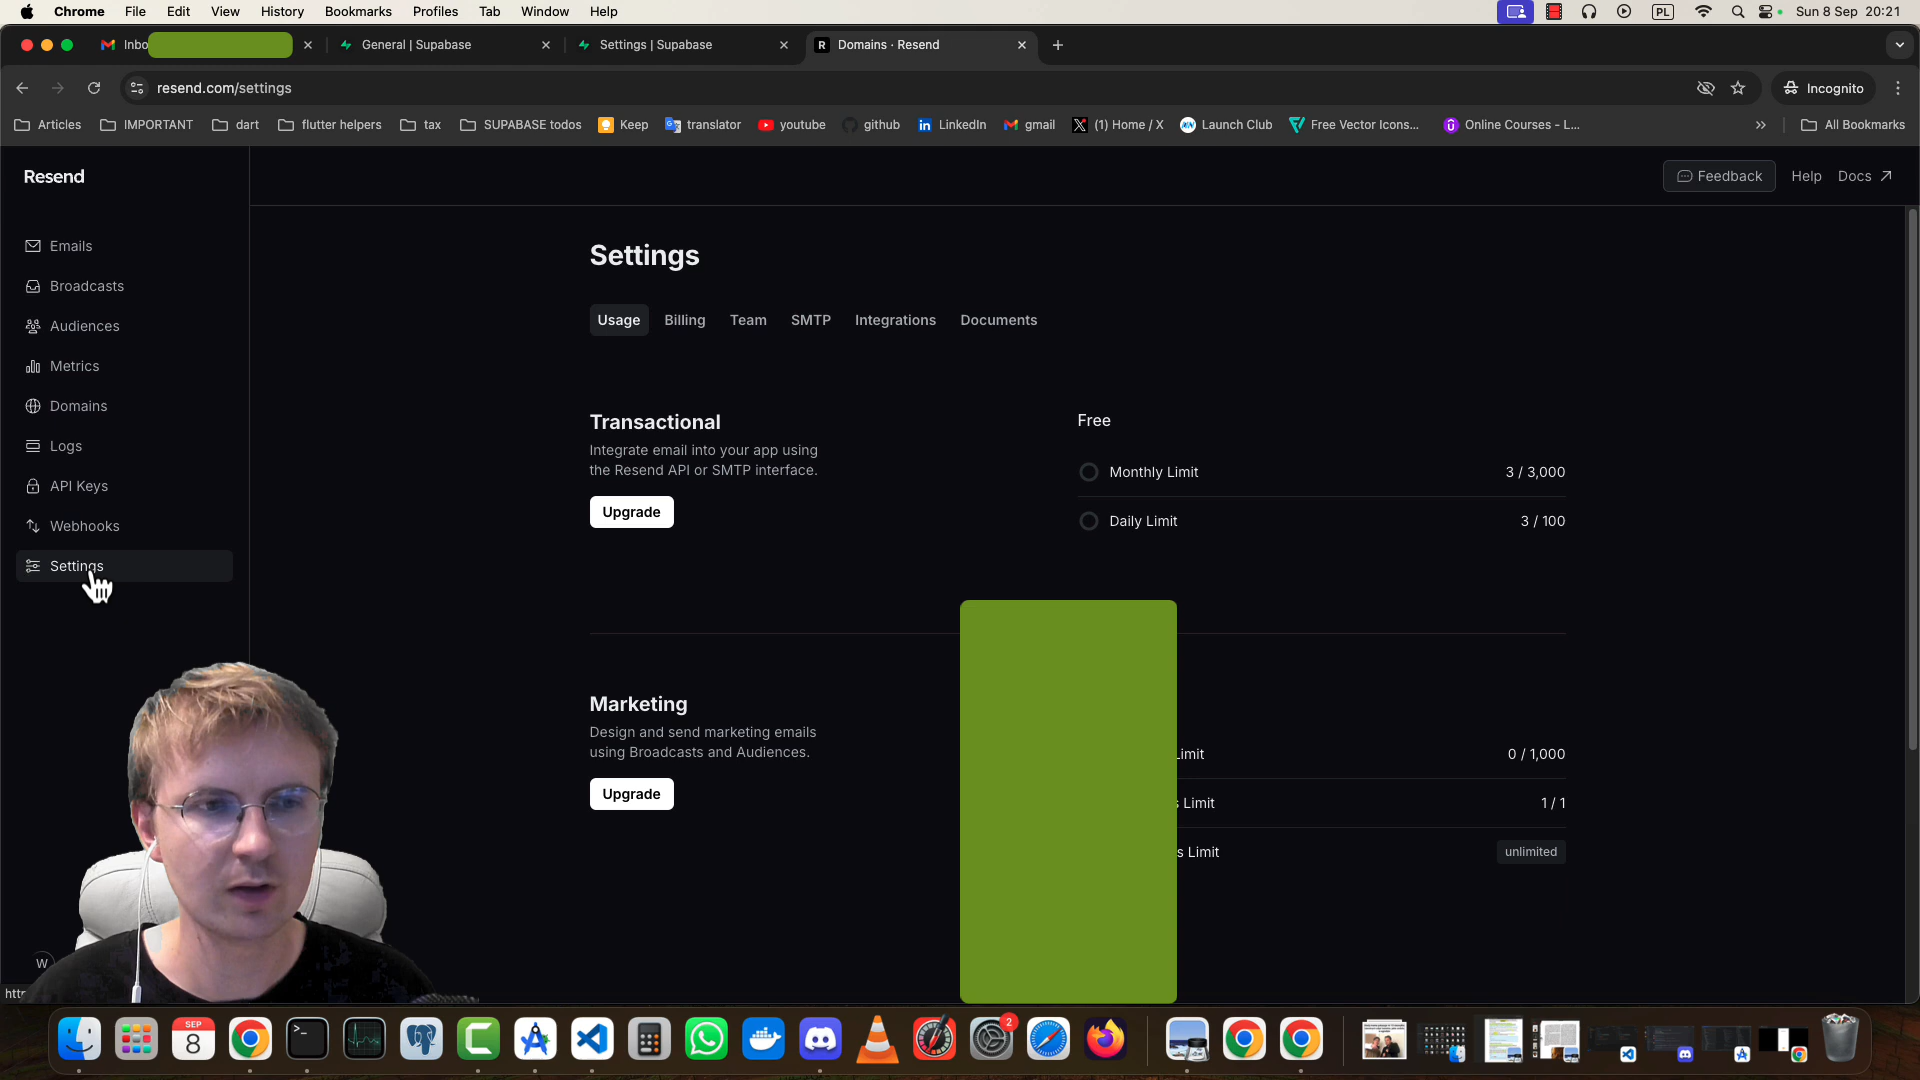 Chrome File Edit View History Bookmarks Profiles Tab Window Help PL Sun 8 Sep 20:21
Inbo General | Supabase Settings | Supabase R Domains · Resend
resend.com/settings Incognito
Articles IMPORTANT dart flutter helpers tax SUPABASE todos Keep translator youtube github LinkedIn gmail (1) Home / X Launch Club Free Vector Icons... Online Courses - L... All Bookmarks
Resend
Feedback Help Docs
Emails
Broadcasts
Audiences
Metrics
Domains
Logs
API Keys
Webhooks
Settings
Settings
Usage Billing Team SMTP Integrations Documents
Transactional
Integrate email into your app using
the Resend API or SMTP interface.
Upgrade
Free
Monthly Limit 3 / 3,000
Daily Limit 3 / 100
Marketing
Design and send marketing emails
using Broadcasts and Audiences.
Upgrade
Limit 0 / 1,000
s Limit 1 / 1
s Limit unlimited
W
htt
SEP
8
2